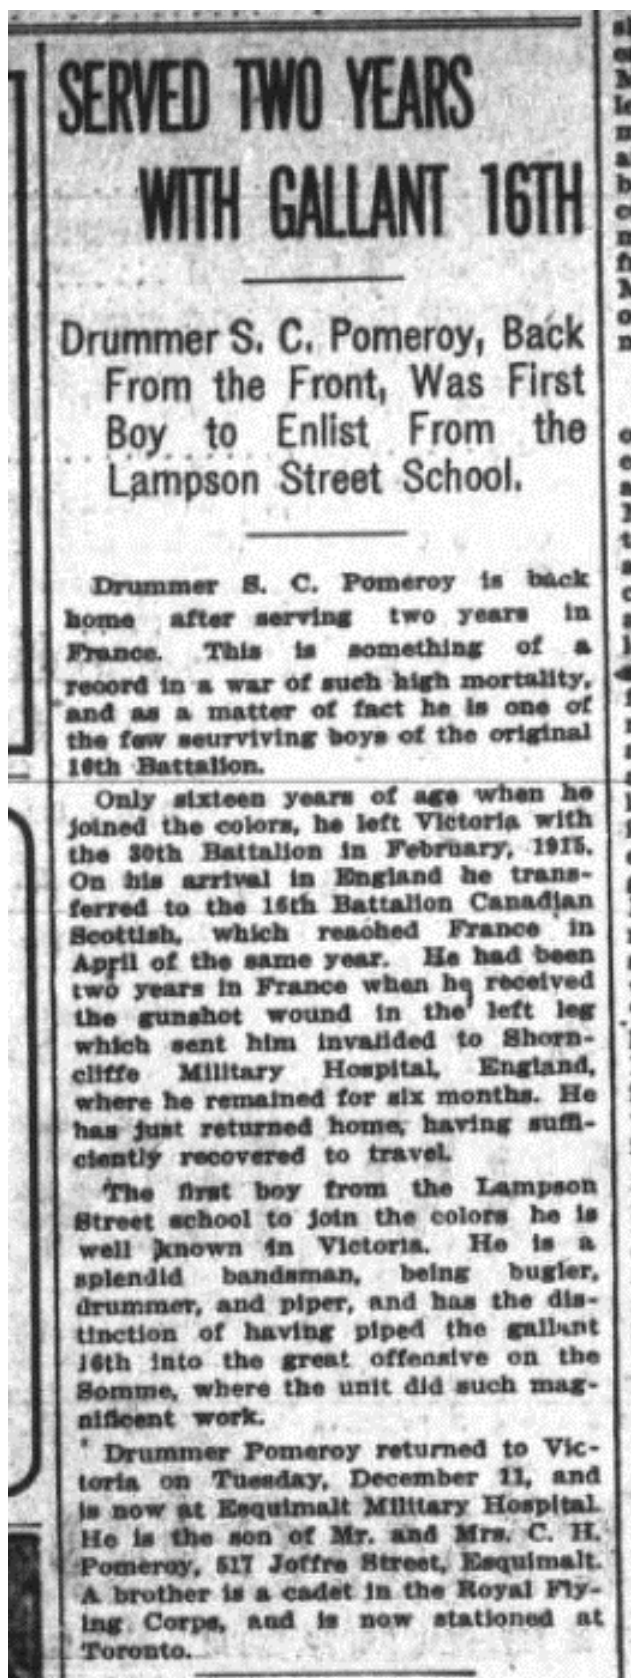 SERVED TWO YEARS
WITH GALLANT 16TH
Drummer S. C. Pomeroy, Back
From the Front, Was First
Boy to Enlist From the
Lampson Street School.
Drummer S. C. Pomeroy is back
home after serving two years in
France. This is something of a
record in a war of such high mortality,
and as a matter of fact he is one of
the few seurviving boys of the original
16th Battalion.
Only sixteen years of age when he
joined the colors, he left Victoria with
the 30th Battalion in February, 1915.
On his arrival in England he trans-
ferred to the 16th Battalion Canadian
Scottish, which reached France in
April of the same year. He had been
two years in France when he received
the gunshot wound in the left leg
which sent him invalided to Shorn-
cliffe Military Hospital, England,
where he remained for six months. He
has just returned home, having suffi-
ciently recovered to travel.
The first boy from the Lampson
Street school to join the colors he is
well known in Victoria. He is a
splendid bandsman, being bugler,
drummer, and piper, and has the dis-
tinction of having piped the gallant
16th into the great offensive on the
Somme, where the unit did such mag-
nificent work.
Drummer Pomeroy returned to Vic-
toria on Tuesday, December 11, and
is now at Esquimalt Military Hospital.
He is the son of Mr. and Mrs. C. H.
Pomeroy, 517 Joffre Street, Esquimalt.
A brother is a cadet in the Royal Fly-
ing Corps, and is now stationed at
Toronto.